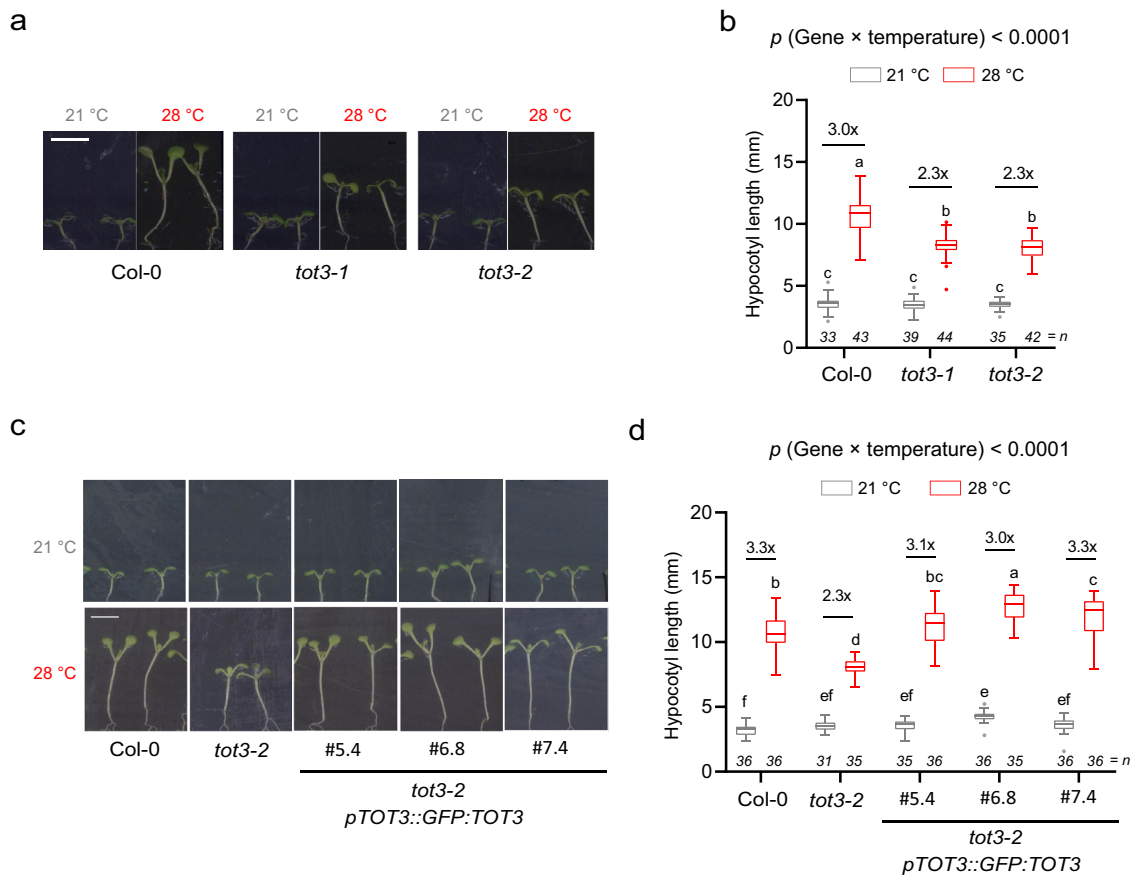 a
21 °C 28 °C 21 °C 28 °C 21 °C 28 °C
Col-0 tot3-1 tot3-2
b
p (Gene × temperature) < 0.0001
21 °C 28 °C
Hypocotyl length (mm)
20
15
10
5
0
3.0x 2.3x 2.3x
a b b
c c c
33 43 39 44 35 42 = n
Col-0 tot3-1 tot3-2
c
21 °C
28 °C
Col-0 tot3-2 #5.4 #6.8 #7.4
tot3-2
pTOT3::GFP:TOT3
d
p (Gene × temperature) < 0.0001
21 °C 28 °C
Hypocotyl length (mm)
20
15
10
5
0
3.3x 2.3x 3.1x 3.0x 3.3x
b d bc a c
f ef ef e ef
36 36 31 35 35 36 36 35 36 36 = n
Col-0 tot3-2 #5.4 #6.8 #7.4
tot3-2
pTOT3::GFP:TOT3